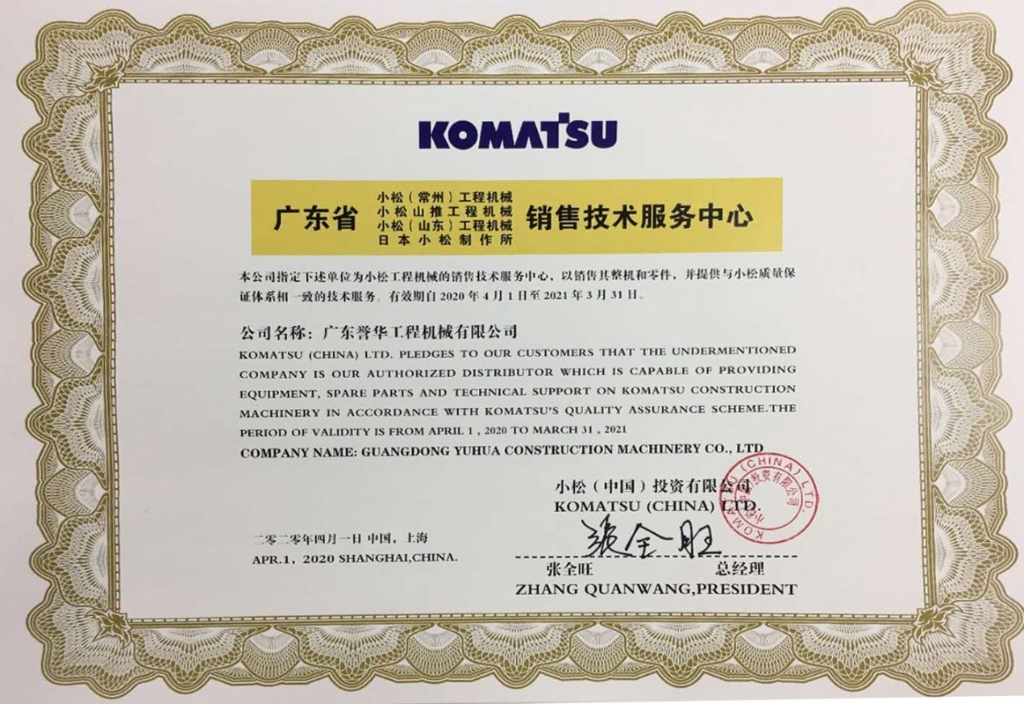 KOMATSU
广东省
小松（常州）工程机械
小松山推工程机械
小松（山东）工程机械
日本小松制作所
销售技术服务中心
本公司指定下述单位为小松工程机械的销售技术服务中心，以销售其整机和零件，并提供与小松质量保
证体系相一致的技术服务。有效期自2020年4月1日至2021年3月31日。
公司名称：广东誉华工程机械有限公司
KOMATSU (CHINA) LTD. PLEDGES TO OUR CUSTOMERS THAT THE UNDERMENTIONED
COMPANY IS OUR AUTHORIZED DISTRIBUTOR WHICH IS CAPABLE OF PROVIDING
EQUIPMENT, SPARE PARTS AND TECHNICAL SUPPORT ON KOMATSU CONSTRUCTION
MACHINERY IN ACCORDANCE WITH KOMATSU'S QUALITY ASSURANCE SCHEME.THE
PERIOD OF VALIDITY IS FROM APRIL 1 , 2020 TO MARCH 31 , 2021
COMPANY NAME: GUANGDONG YUHUA CONSTRUCTION MACHINERY CO., LTD
小松（中国）投资有限公司
KOMATSU (CHINA) LTD.
KOMATSU (CHINA) LTD.
二零二零年四月一日 中国，上海
APR.1, 2020 SHANGHAI,CHINA.
张全旺
张全旺 总经理
ZHANG QUANWANG,PRESIDENT